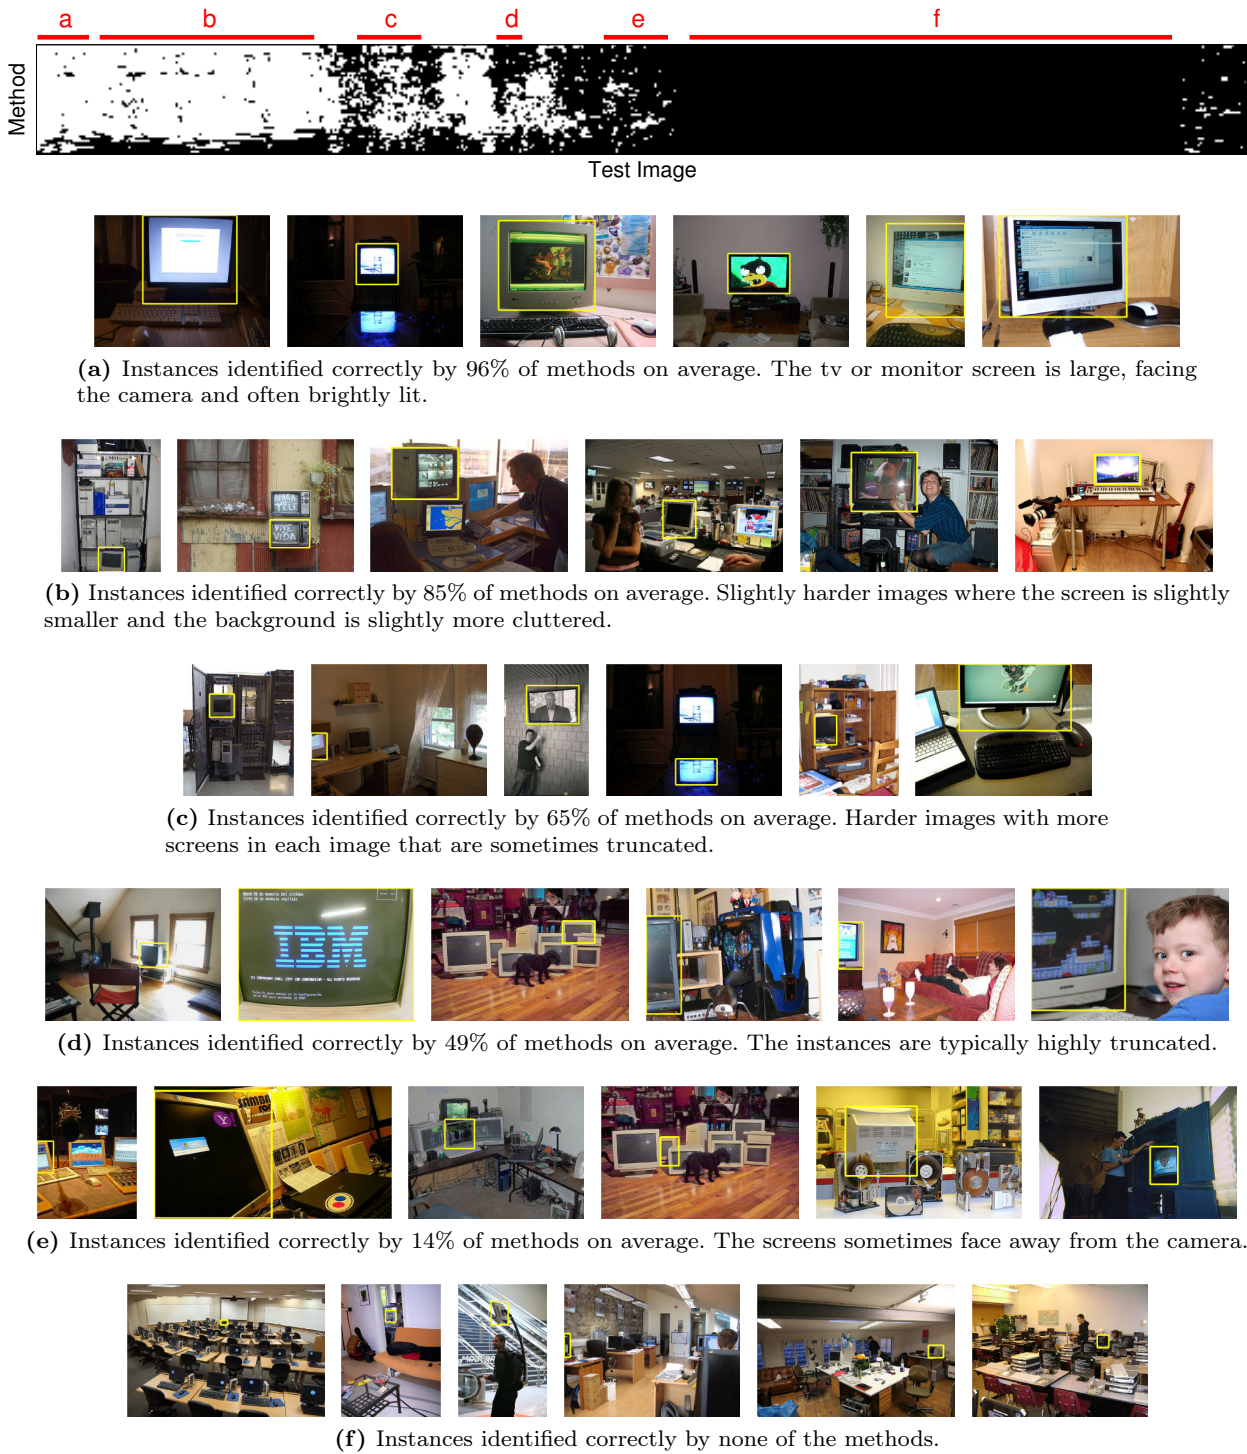 a b c d e f
Method
Test Image
(a) Instances identified correctly by 96% of methods on average. The tv or monitor screen is large, facing
the camera and often brightly lit.
APAGA
TELE
VIVE
VIDA
(b) Instances identified correctly by 85% of methods on average. Slightly harder images where the screen is slightly
smaller and the background is slightly more cluttered.
(c) Instances identified correctly by 65% of methods on average. Harder images with more
screens in each image that are sometimes truncated.
IBM
(d) Instances identified correctly by 49% of methods on average. The instances are typically highly truncated.
SAMBA
Y
(e) Instances identified correctly by 14% of methods on average. The screens sometimes face away from the camera.
(f) Instances identified correctly by none of the methods.